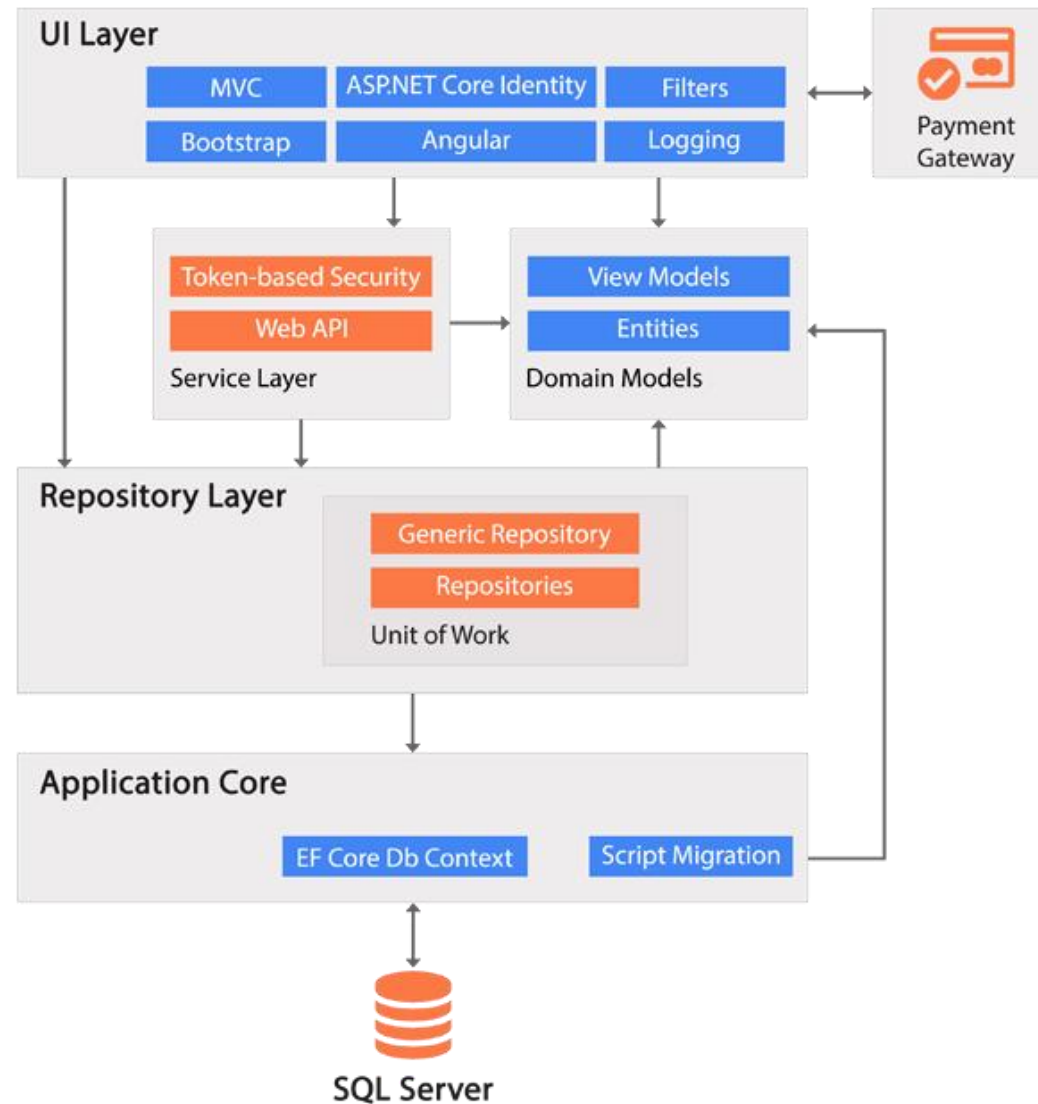 UI Layer
MVC
ASP.NET Core Identity
Filters
Bootstrap
Angular
Logging
Payment
Gateway
Token-based Security
Web API
Service Layer
View Models
Entities
Domain Models
Repository Layer
Generic Repository
Repositories
Unit of Work
Application Core
EF Core Db Context
Script Migration
SQL Server